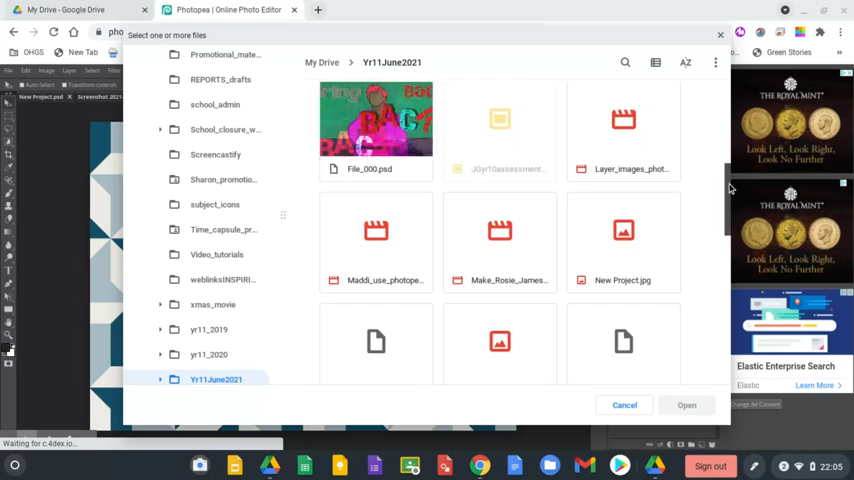 My Drive - Google Drive
Photopea | Online Photo Editor
OHGS
New Tab
Green Stories
Select one or more files
File
Edit
Image
Layer
Select
Auto-Select
Transform controls
New Project.psd
Screenshot 2021-
My Drive
Yr11June2021
Promotional_mate...
REPORTS_drafts
school_admin
School_closure_w...
Screencastify
Sharon_promotio...
subject_icons
Time_capsule_pr...
Video_tutorials
weblinksINSPIRI...
xmas_movie
yr11_2019
yr11_2020
Yr11June2021
File_000.psd
JGyr10assessment...
Layer_images_phot...
Maddi_use_photope...
Make_Rosie_James...
New Project.jpg
Cancel
Open
THE ROYAL MINT
Look Left, Look Right,
Look No Further
THE ROYAL MINT
Look Left, Look Right,
Look No Further
Elastic Enterprise Search
Elastic
Learn More
Change Ad Consent
Waiting for c.4dex.io...
Sign out
2
22:05